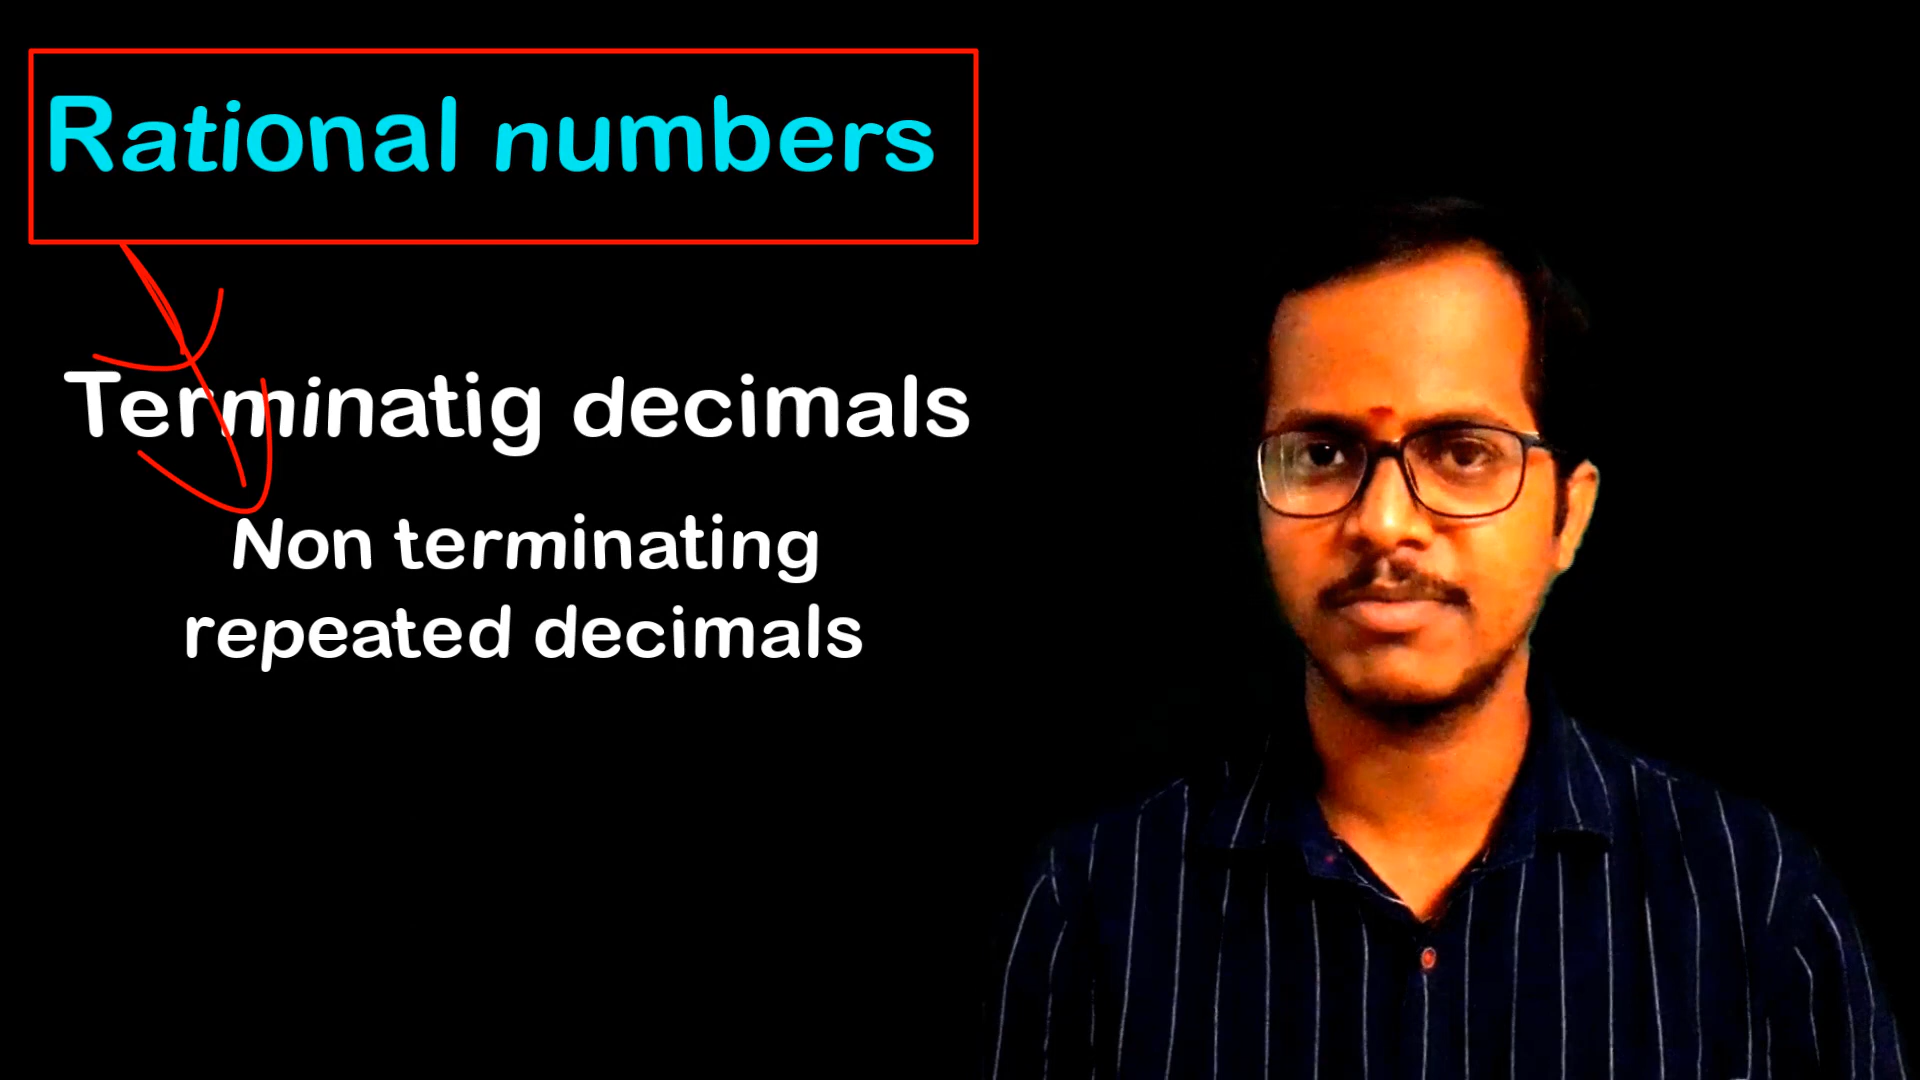 Rational numbers
Terminatig decimals
Non terminating
repeated decimals